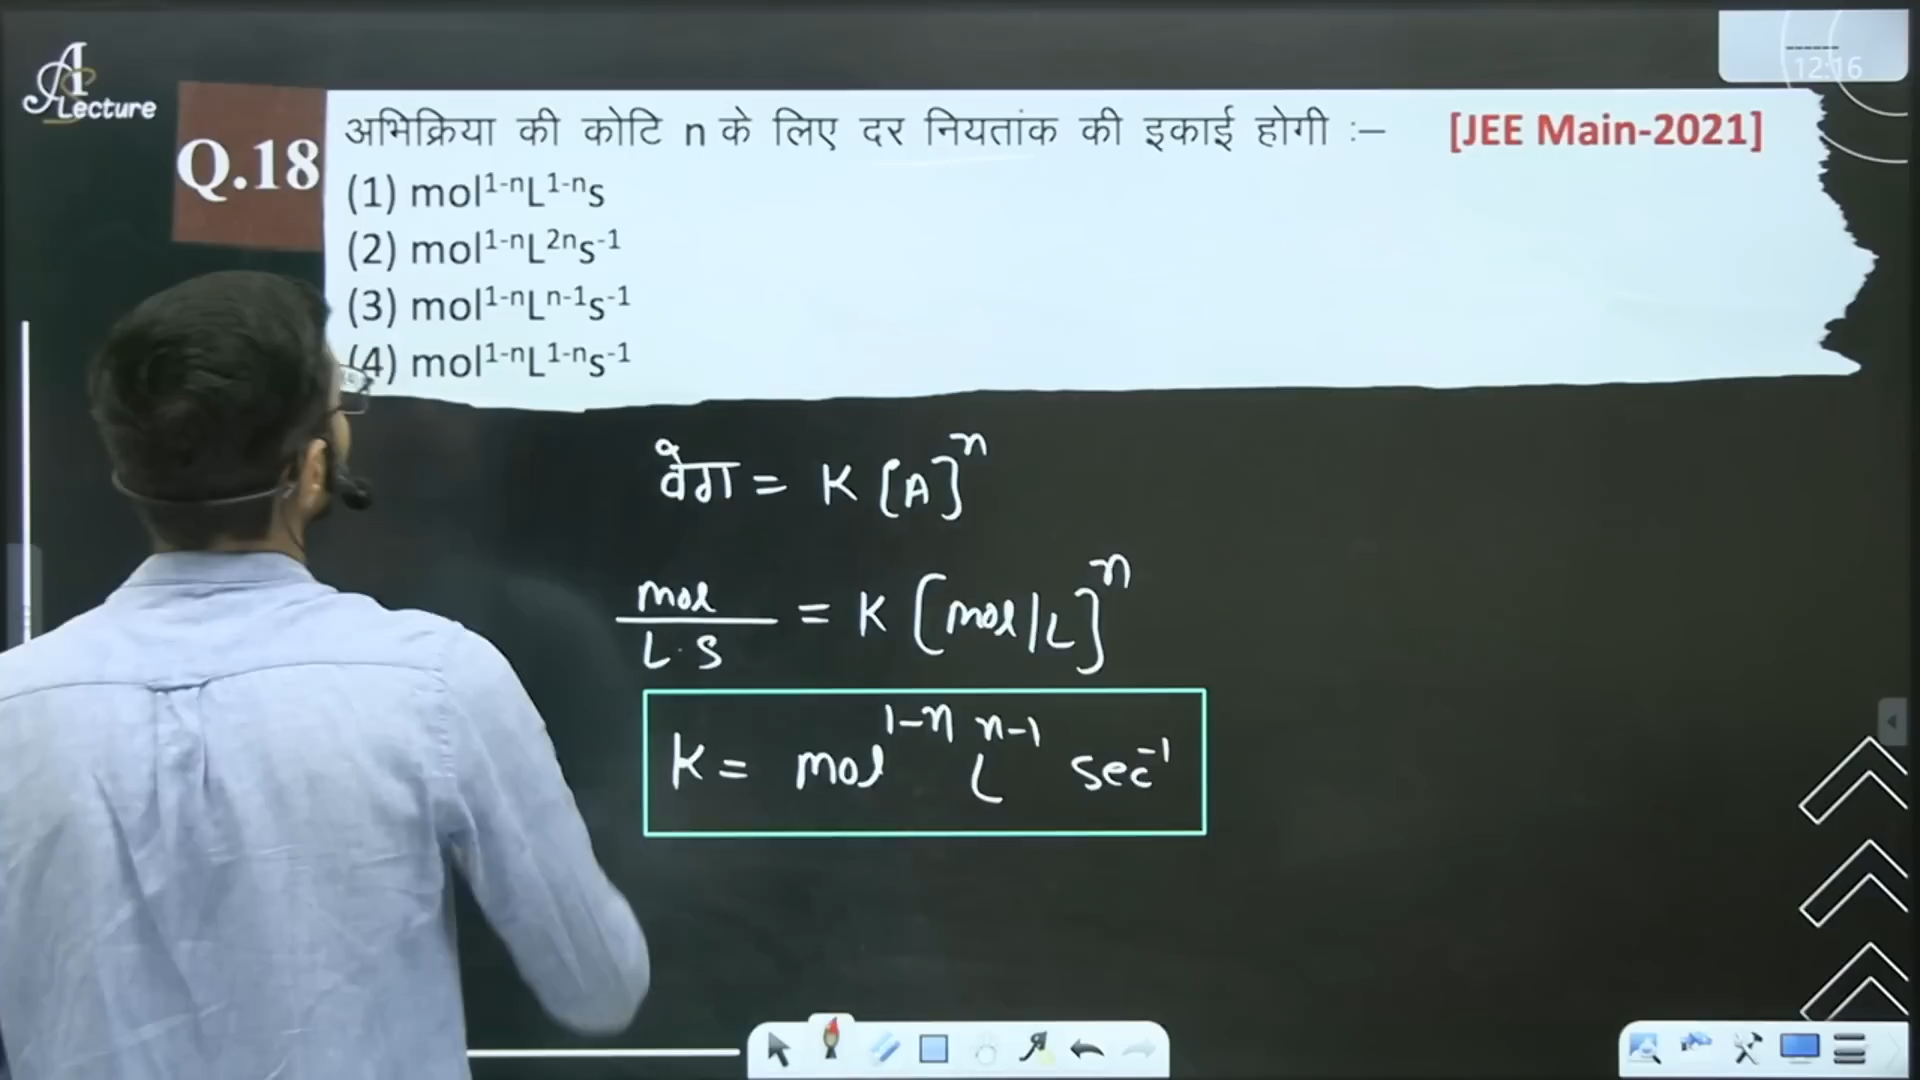 AS Lecture
12:16
Q.18 अभिक्रिया की कोटि n के लिए दर नियतांक की इकाई होगी :– [JEE Main-2021]
(1) mol¹⁻ⁿL¹⁻ⁿs
(2) mol¹⁻ⁿL²ⁿs⁻¹
(3) mol¹⁻ⁿLⁿ⁻¹s⁻¹
(4) mol¹⁻ⁿL¹⁻ⁿs⁻¹
वेग = K [A]ⁿ
mol / L·S = K [mol/L]ⁿ
K = mol¹⁻ⁿ Lⁿ⁻¹ sec⁻¹